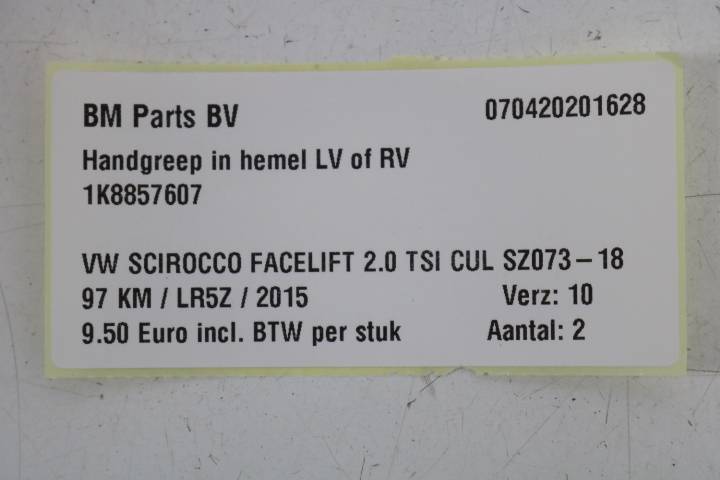 BM Parts BV 070420201628
Handgreep in hemel LV of RV
1K8857607
VW SCIROCCO FACELIFT 2.0 TSI CUL SZ073-18
97 KM / LR5Z / 2015 Verz: 10
9.50 Euro incl. BTW per stuk Aantal: 2